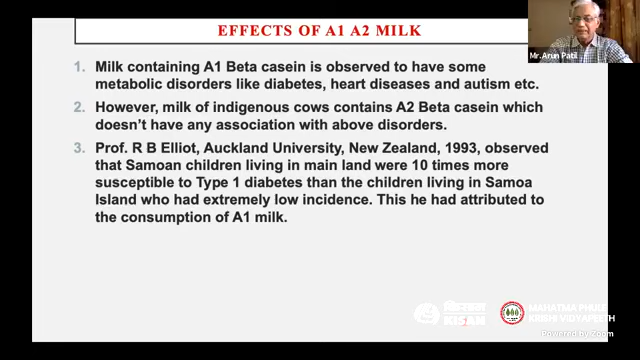 EFFECTS OF A1 A2 MILK
Mr.Arun Patil
1. Milk containing A1 Beta casein is observed to have some
metabolic disorders like diabetes, heart diseases and autism etc.
2. However, milk of indigenous cows contains A2 Beta casein which
doesn't have any association with above disorders.
3. Prof. R B Elliot, Auckland University, New Zealand, 1993, observed
that Samoan children living in main land were 10 times more
susceptible to Type 1 diabetes than the children living in Samoa
Island who had extremely low incidence. This he had attributed to
the consumption of A1 milk.
किसान
KISAN
MAHATMA PHULE
KRISHI VIDYAPEETH
Powered by Zoom